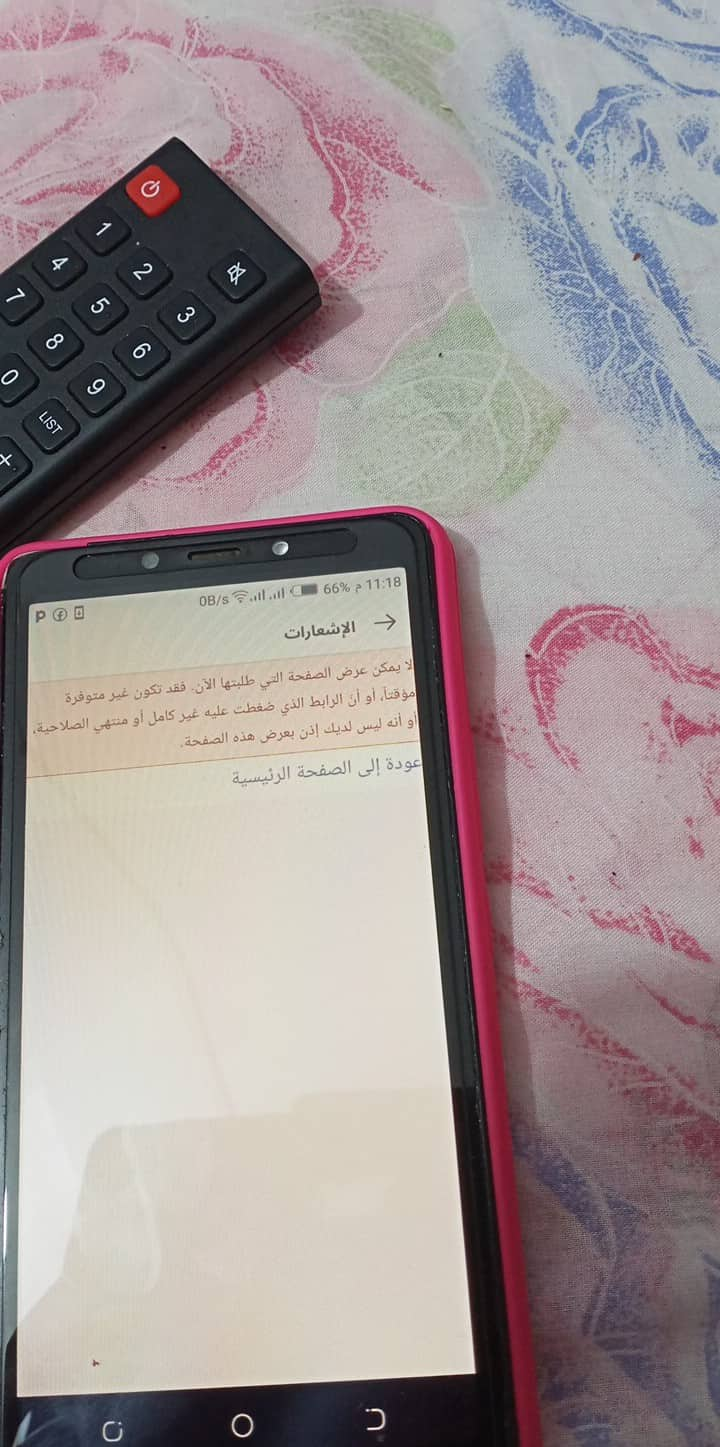 1
2
3
4
5
6
7
8
9
0
LIST
+
0B/s 66% م 11:18
الإشعارات
لا يمكن عرض الصفحة التي طلبتها الآن. فقد تكون غير متوفرة
مؤقتاً، أو أن الرابط الذي ضغطت عليه غير كامل أو منتهي الصلاحية،
أو أنه ليس لديك إذن بعرض هذه الصفحة.
عودة إلى الصفحة الرئيسية